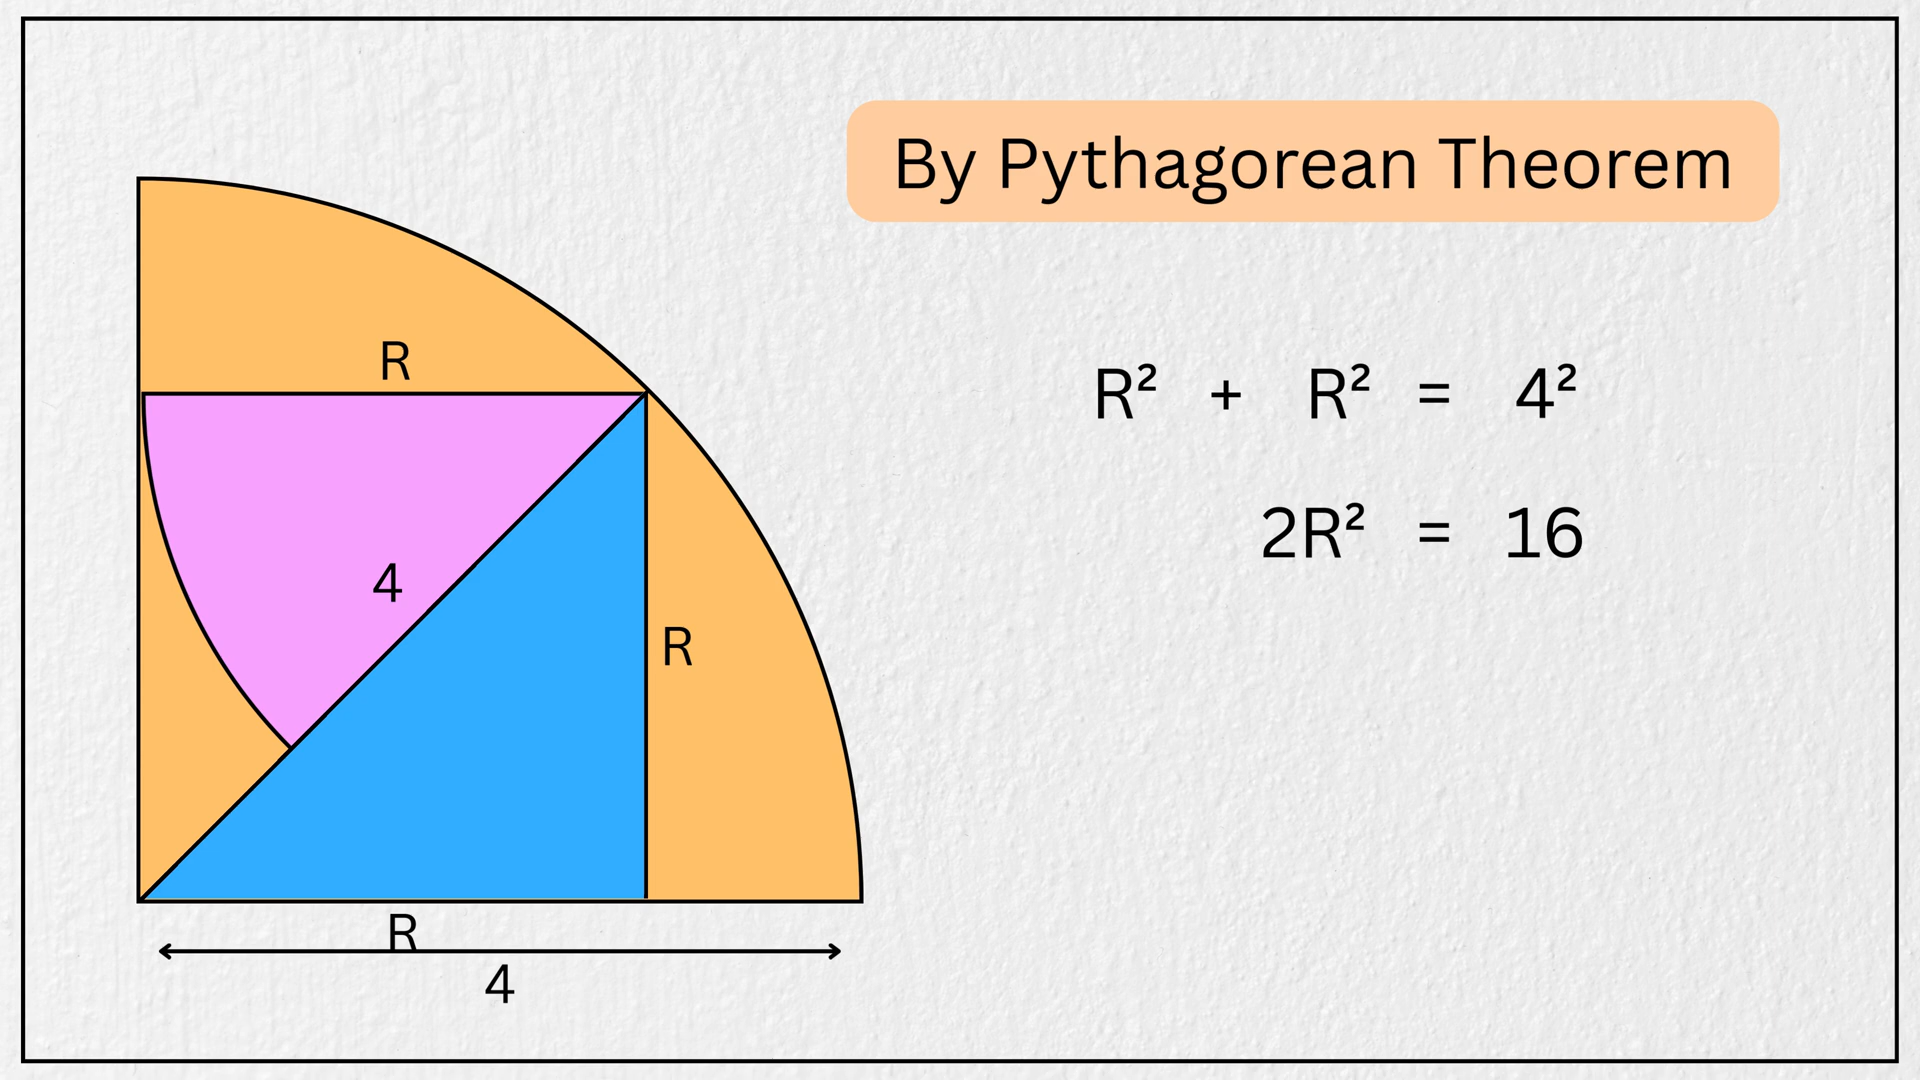 By Pythagorean Theorem
R
R² + R² = 4²
2R² = 16
4
R
R
4